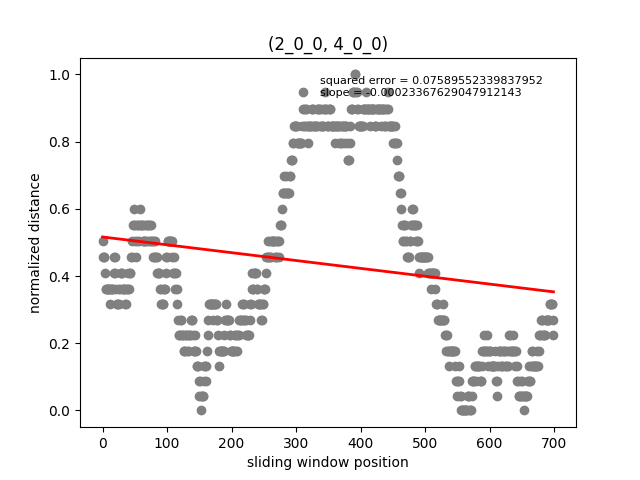 (2_0_0, 4_0_0)
squared error = 0.07589552339837952
slope = -0.00023367629047912143
normalized distance
1.0
0.8
0.6
0.4
0.2
0.0
0 100 200 300 400 500 600 700
sliding window position